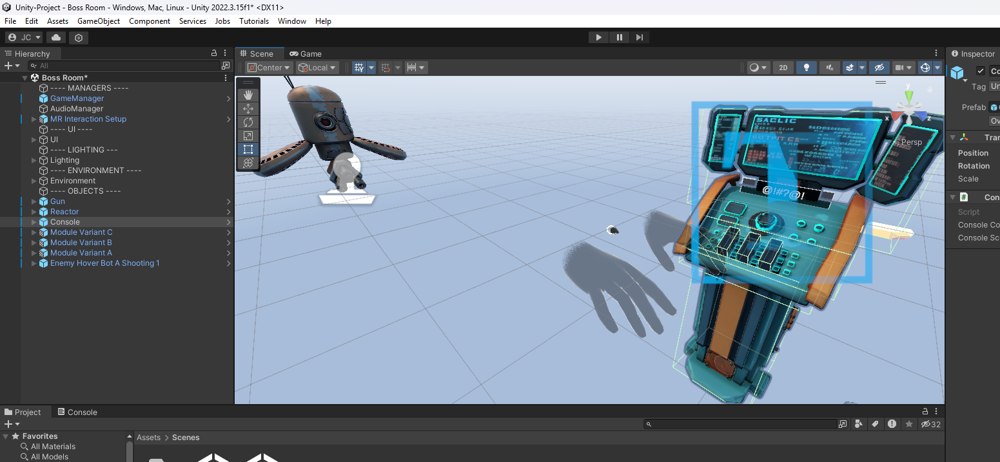 Unity-Project - Boss Room - Windows, Mac, Linux - Unity 2022.3.15f1* <DX11>
File Edit Assets GameObject Component Services Jobs Tutorials Window Help
JC
Hierarchy
Scene Game
Inspector
All
Center Local
2D
Boss Room*
---- MANAGERS ----
GameManager
AudioManager
MR Interaction Setup
---- UI ----
UI
---- LIGHTING ---
Lighting
---- ENVIRONMENT ----
Environment
---- OBJECTS ----
Gun
Reactor
Console
Module Variant C
Module Variant B
Module Variant A
Enemy Hover Bot A Shooting 1
y
x
z
Persp
SACLIC
@!#?@!
Co
Tag Un
Prefab
Ov
Tran
Position
Rotation
Scale
# Con
Script
Console Co
Console Sc
Project Console
32
Favorites
All Materials
All Models
Assets > Scenes